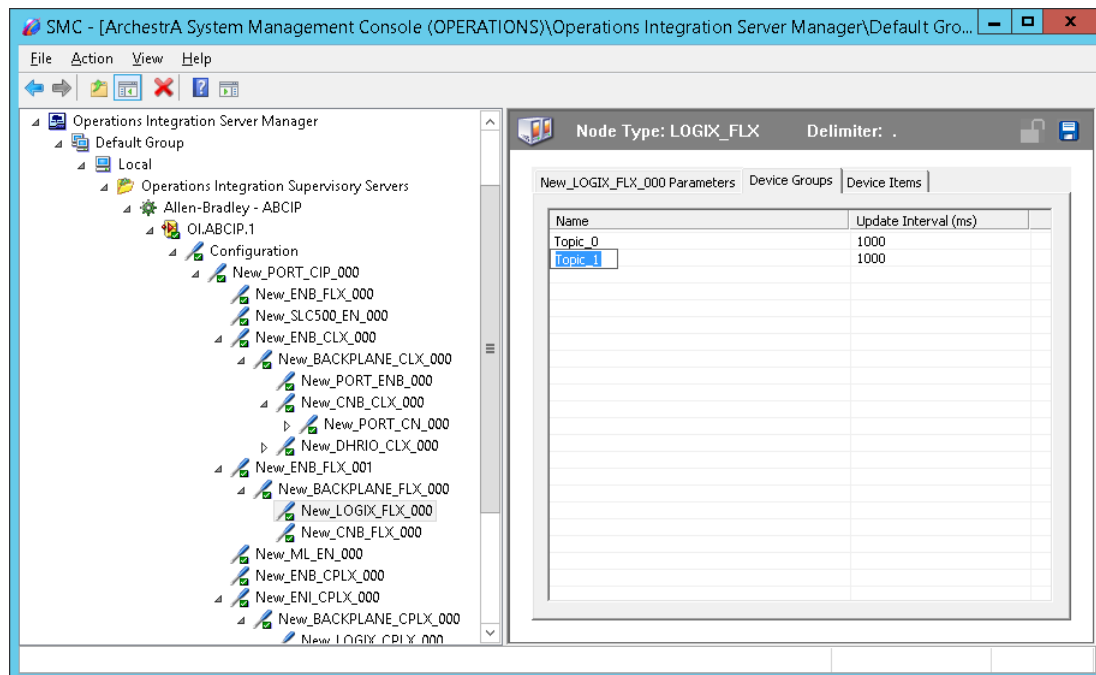 SMC - [ArchestrA System Management Console (OPERATIONS)\Operations Integration Server Manager\Default Gro...
File Action View Help
Operations Integration Server Manager
Default Group
Local
Operations Integration Supervisory Servers
Allen-Bradley - ABCIP
OI.ABCIP.1
Configuration
New_PORT_CIP_000
New_ENB_FLX_000
New_SLC500_EN_000
New_ENB_CLX_000
New_BACKPLANE_CLX_000
New_PORT_ENB_000
New_CNB_CLX_000
New_PORT_CN_000
New_DHRIO_CLX_000
New_ENB_FLX_001
New_BACKPLANE_FLX_000
New_LOGIX_FLX_000
New_CNB_FLX_000
New_ML_EN_000
New_ENB_CPLX_000
New_ENI_CPLX_000
New_BACKPLANE_CPLX_000
New_LOGIX_CPLX_000
Node Type: LOGIX_FLX Delimiter: .
New_LOGIX_FLX_000 Parameters Device Groups Device Items
Name Update Interval (ms)
Topic_0 1000
Topic_1 1000